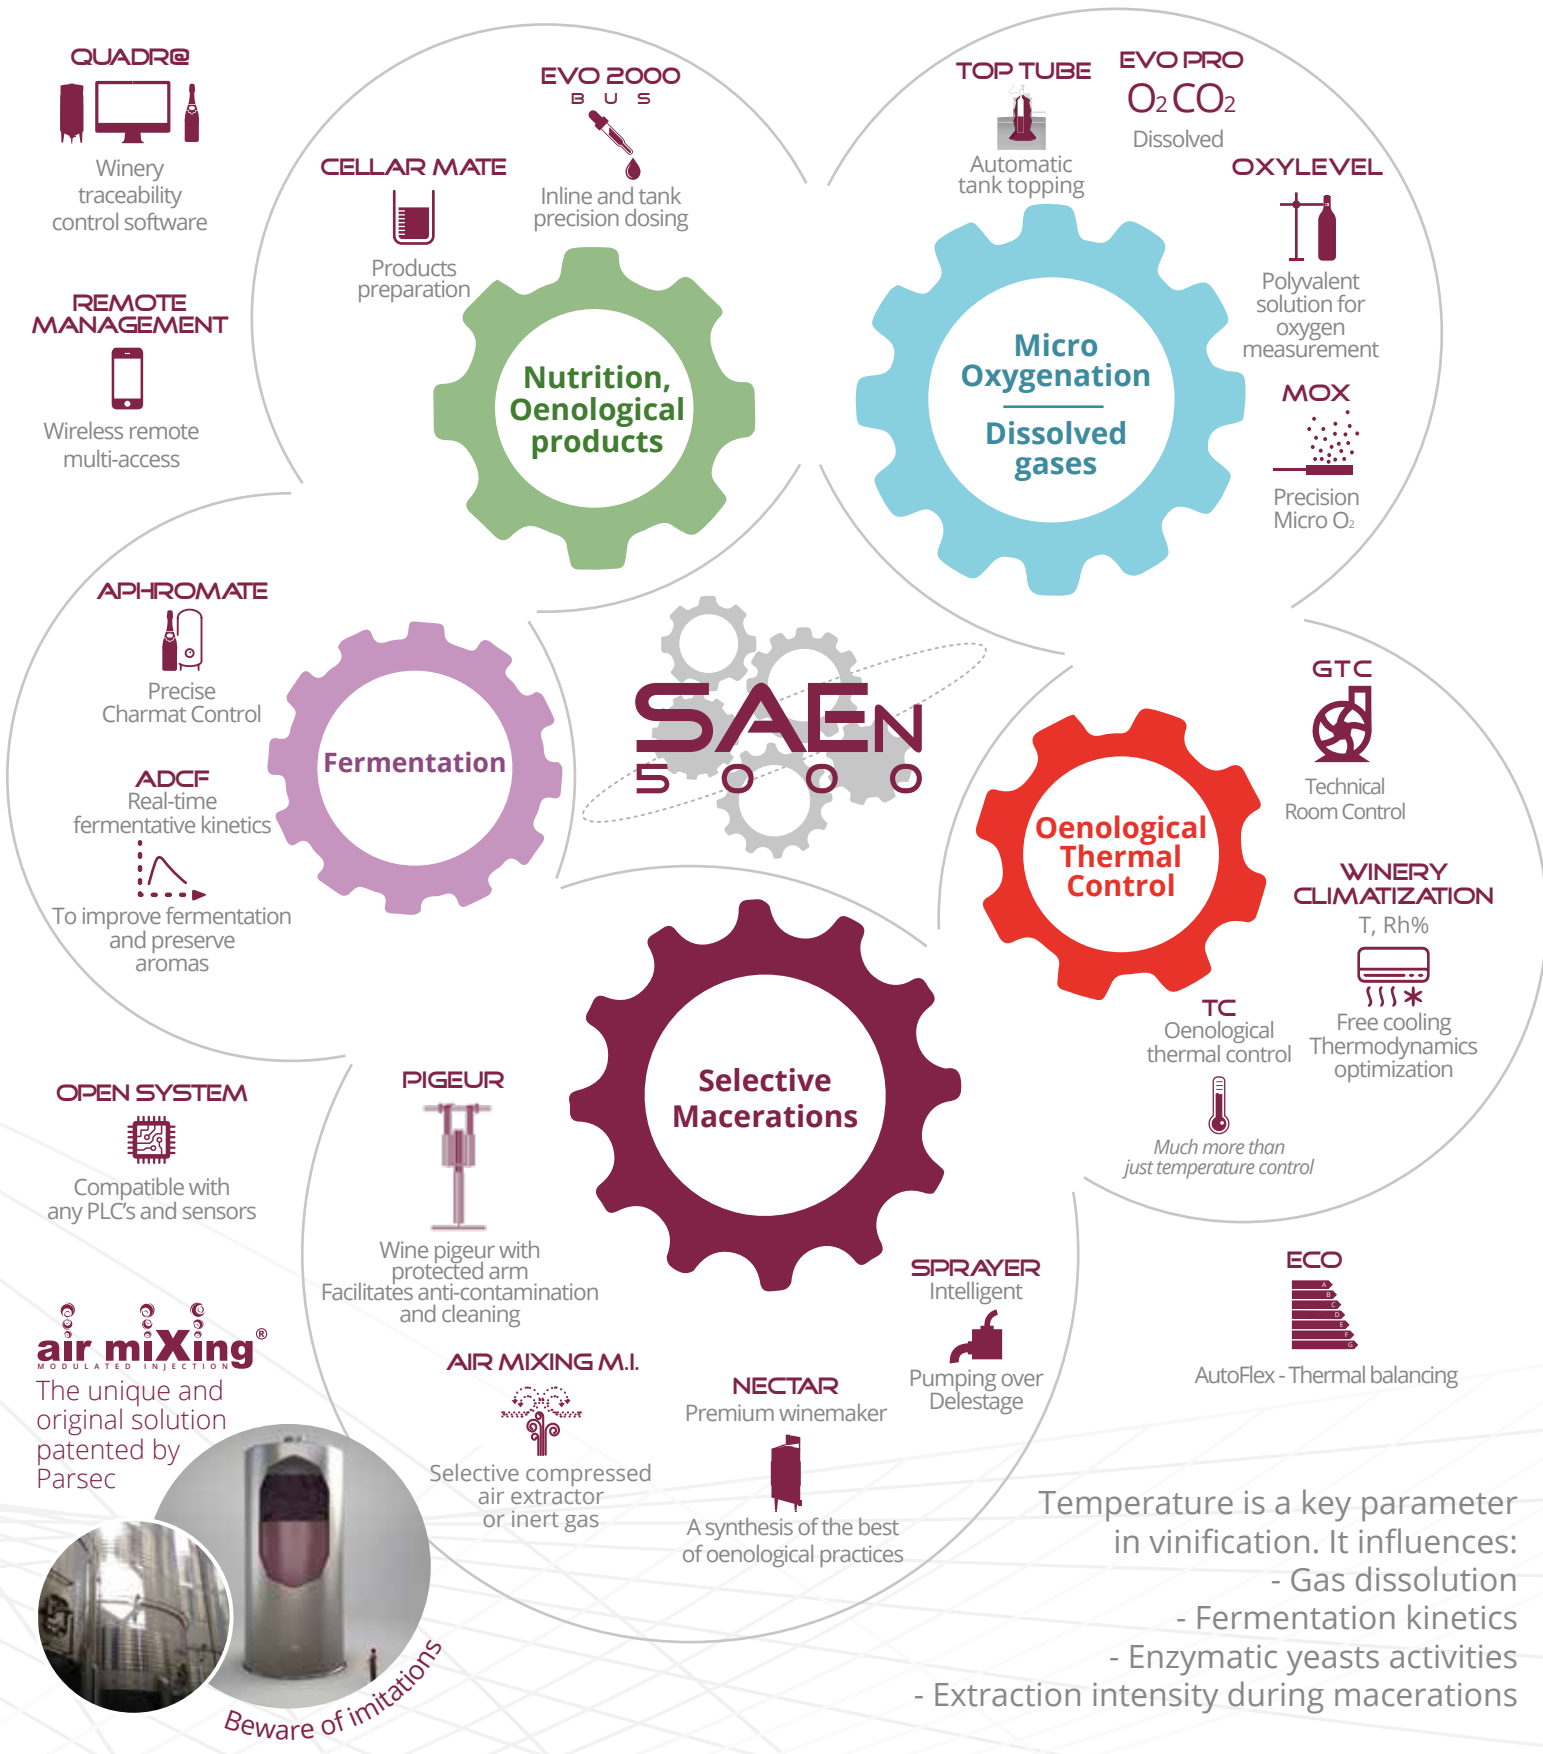 QUADR@
Winery
traceability
control software
REMOTE
MANAGEMENT
Wireless remote
multi-access
EVO 2000
BUS
Inline and tank
precision dosing
CELLAR MATE
Products
preparation
Nutrition,
Oenological
products
TOP TUBE
Automatic
tank topping
EVO PRO
O2 CO2
Dissolved
OXYLEVEL
Polyvalent
solution for
oxygen
measurement
MOX
Precision
Micro O2
Micro
Oxygenation
Dissolved
gases
APHROMATE
Precise
Charmat Control
ADCF
Real-time
fermentative kinetics
To improve fermentation
and preserve
aromas
Fermentation
SAEN
5000
GTC
Technical
Room Control
WINERY
CLIMATIZATION
T, Rh%
Free cooling
Thermodynamics
optimization
TC
Oenological
thermal control
Much more than
just temperature control
Oenological
Thermal
Control
OPEN SYSTEM
Compatible with
any PLC's and sensors
PIGEUR
Wine pigeur with
protected arm
Facilitates anti-contamination
and cleaning
Selective
Macerations
SPRAYER
Intelligent
Pumping over
Delestage
AIR MIXING M.I.
Selective compressed
air extractor
or inert gas
NECTAR
Premium winemaker
A synthesis of the best
of oenological practices
ECO
A
B
C
D
E
F
G
AutoFlex - Thermal balancing
air miXing®
MODULATED INJECTION
The unique and
original solution
patented by
Parsec
Beware of imitations
Temperature is a key parameter
in vinification. It influences:
- Gas dissolution
- Fermentation kinetics
- Enzymatic yeasts activities
- Extraction intensity during macerations